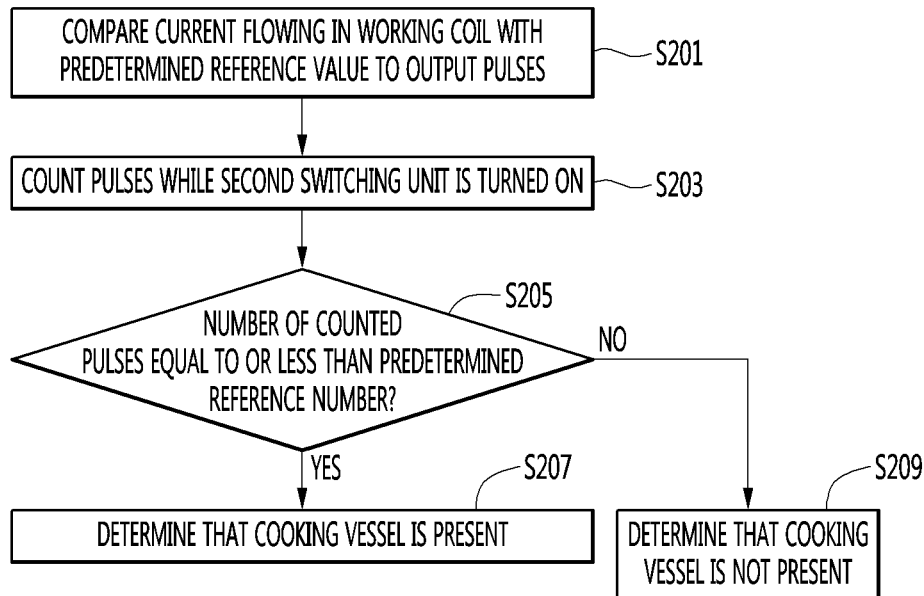 COMPARE CURRENT FLOWING IN WORKING COIL WITH
PREDETERMINED REFERENCE VALUE TO OUTPUT PULSES
S201
COUNT PULSES WHILE SECOND SWITCHING UNIT IS TURNED ON
S203
S205
NUMBER OF COUNTED
PULSES EQUAL TO OR LESS THAN PREDETERMINED
REFERENCE NUMBER?
NO
YES
S207
S209
DETERMINE THAT COOKING VESSEL IS PRESENT
DETERMINE THAT COOKING
VESSEL IS NOT PRESENT